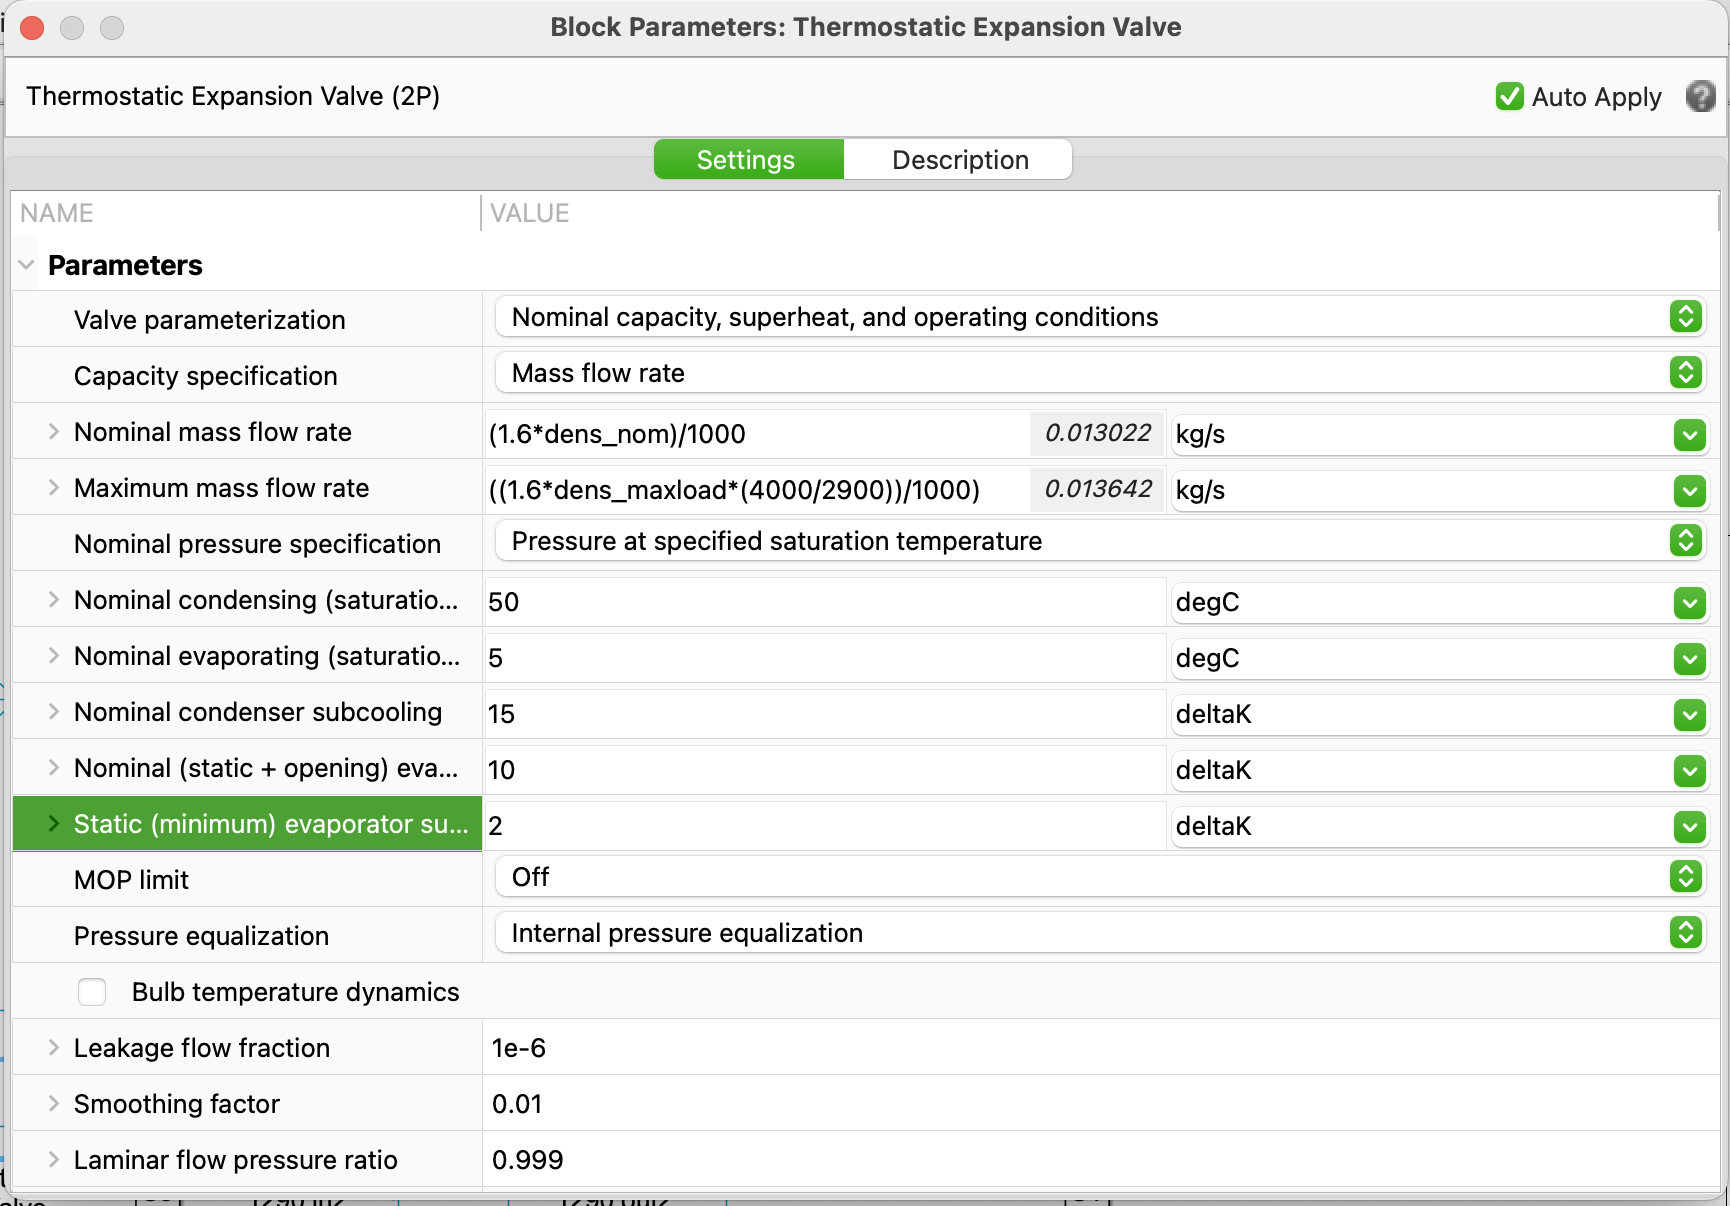 Block Parameters: Thermostatic Expansion Valve
Thermostatic Expansion Valve (2P)
Auto Apply
Settings
Description
NAME
VALUE
Parameters
Valve parameterization
Nominal capacity, superheat, and operating conditions
Capacity specification
Mass flow rate
Nominal mass flow rate
(1.6*dens_nom)/1000
0.013022
kg/s
Maximum mass flow rate
((1.6*dens_maxload*(4000/2900))/1000)
0.013642
kg/s
Nominal pressure specification
Pressure at specified saturation temperature
Nominal condensing (saturatio...
50
degC
Nominal evaporating (saturatio...
5
degC
Nominal condenser subcooling
15
deltaK
Nominal (static + opening) eva...
10
deltaK
Static (minimum) evaporator su...
2
deltaK
MOP limit
Off
Pressure equalization
Internal pressure equalization
Bulb temperature dynamics
Leakage flow fraction
1e-6
Smoothing factor
0.01
Laminar flow pressure ratio
0.999